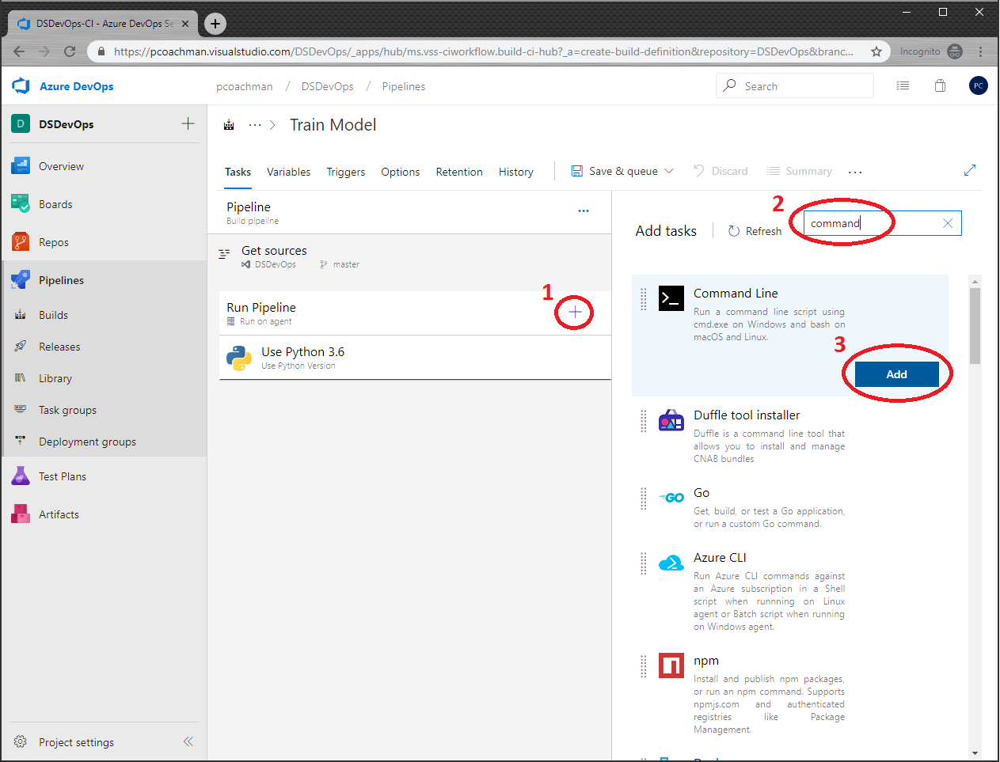 DSDevOps-CI - Azure DevOps Se
https://pcoachman.visualstudio.com/DSDevOps/_apps/hub/ms.vss-ciworkflow.build-ci-hub?_a=create-build-definition&repository=DSDevOps&branc...
Incognito
Azure DevOps
pcoachman / DSDevOps / Pipelines
Search
PC
D DSDevOps
Overview
Boards
Repos
Pipelines
Builds
Releases
Library
Task groups
Deployment groups
Test Plans
Artifacts
Project settings
... > Train Model
Tasks Variables Triggers Options Retention History
Save & queue Discard Summary ...
Pipeline
Build pipeline
Get sources
DSDevOps master
Run Pipeline
Run on agent
1
Use Python 3.6
Use Python Version
2
Add tasks Refresh command
Command Line
Run a command line script using
cmd.exe on Windows and bash on
macOS and Linux.
3
Add
Duffle tool installer
Duffle is a command line tool that
allows you to install and manage
CNAB bundles
GO
Go
Get, build, or test a Go application,
or run a custom Go command.
Azure CLI
Run Azure CLI commands against
an Azure subscription in a Shell
script when runnning on Linux
agent or Batch script when running
on Windows agent.
npm
Install and publish npm packages,
or run an npm command. Supports
npmjs.com and authenticated
registries like Package
Management.